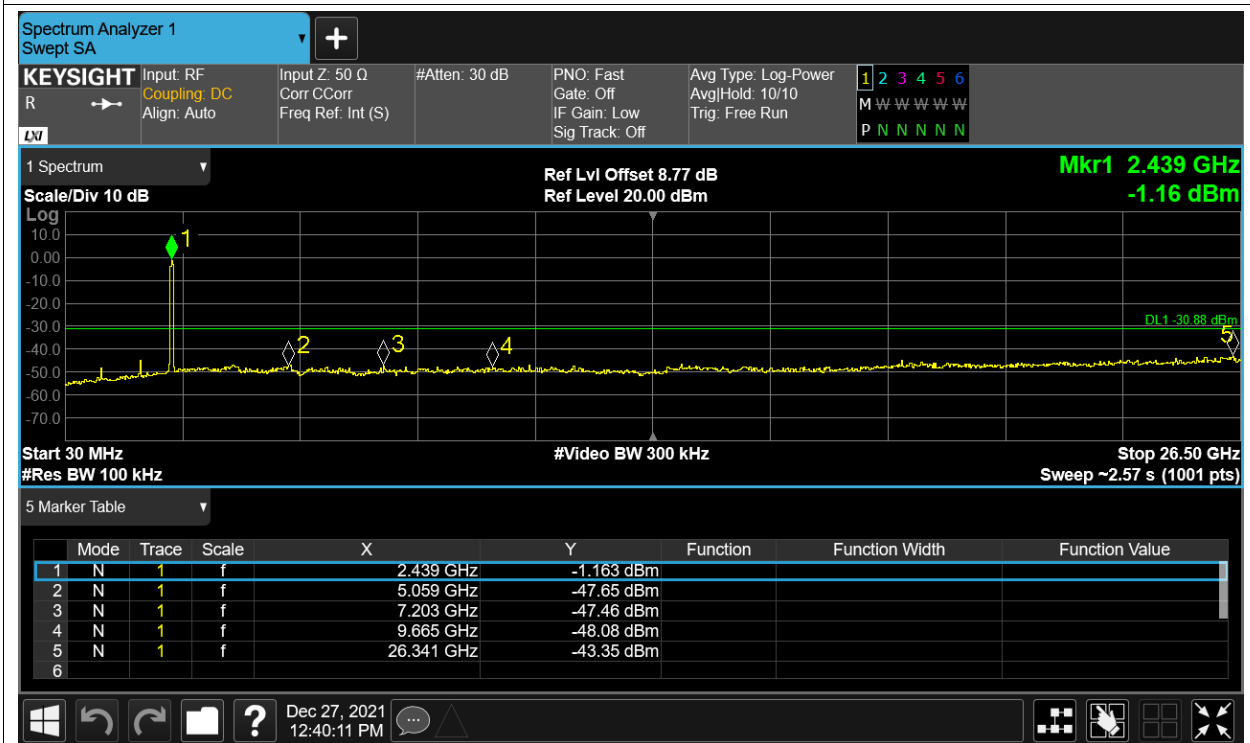 Spectrum Analyzer 1
Swept SA
KEYSIGHT Input: RF Input Z: 50 Ω #Atten: 30 dB PNO: Fast Avg Type: Log-Power 1 2 3 4 5 6
R Coupling: DC Corr CCorr Gate: Off Avg|Hold: 10/10 M W W W W W
Align: Auto Freq Ref: Int (S) IF Gain: Low Trig: Free Run
LXI Sig Track: Off P N N N N N
1 Spectrum Ref Lvl Offset 8.77 dB Mkr1 2.439 GHz
Scale/Div 10 dB Ref Level 20.00 dBm -1.16 dBm
Log
10.0 1
0.00
-10.0
-20.0
-30.0 DL1 -30.88 dBm
-40.0 2 3 4 5
-50.0
-60.0
-70.0
Start 30 MHz #Video BW 300 kHz Stop 26.50 GHz
#Res BW 100 kHz Sweep ~2.57 s (1001 pts)
5 Marker Table
Mode Trace Scale X Y Function Function Width Function Value
1 N 1 f 2.439 GHz -1.163 dBm
2 N 1 f 5.059 GHz -47.65 dBm
3 N 1 f 7.203 GHz -47.46 dBm
4 N 1 f 9.665 GHz -48.08 dBm
5 N 1 f 26.341 GHz -43.35 dBm
6
? Dec 27, 2021
12:40:11 PM